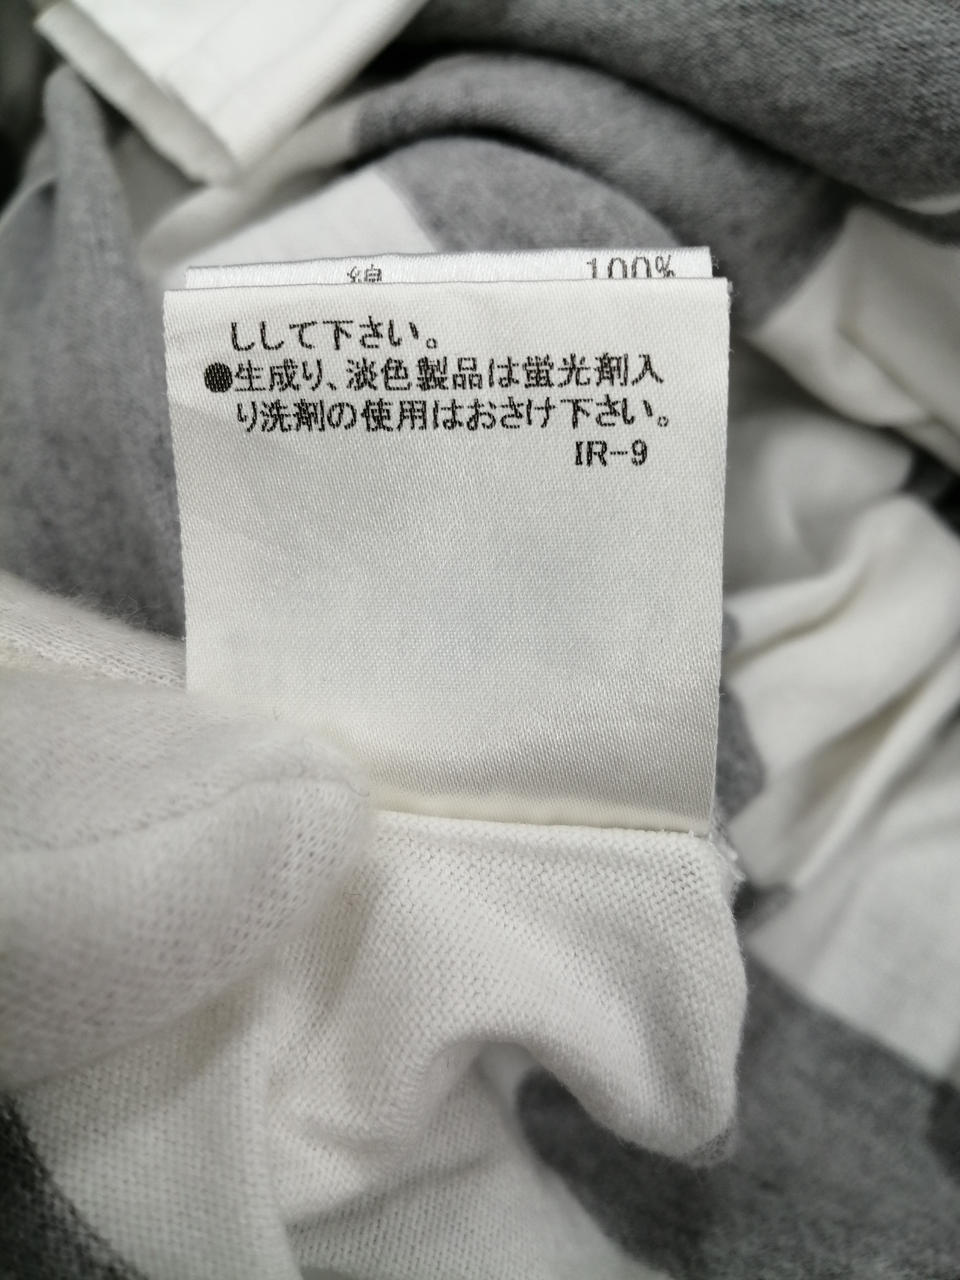 綿 100%
ししして下さい。
●生成り、淡色製品は蛍光剤入
り洗剤の使用はおさけ下さい。
IR-9